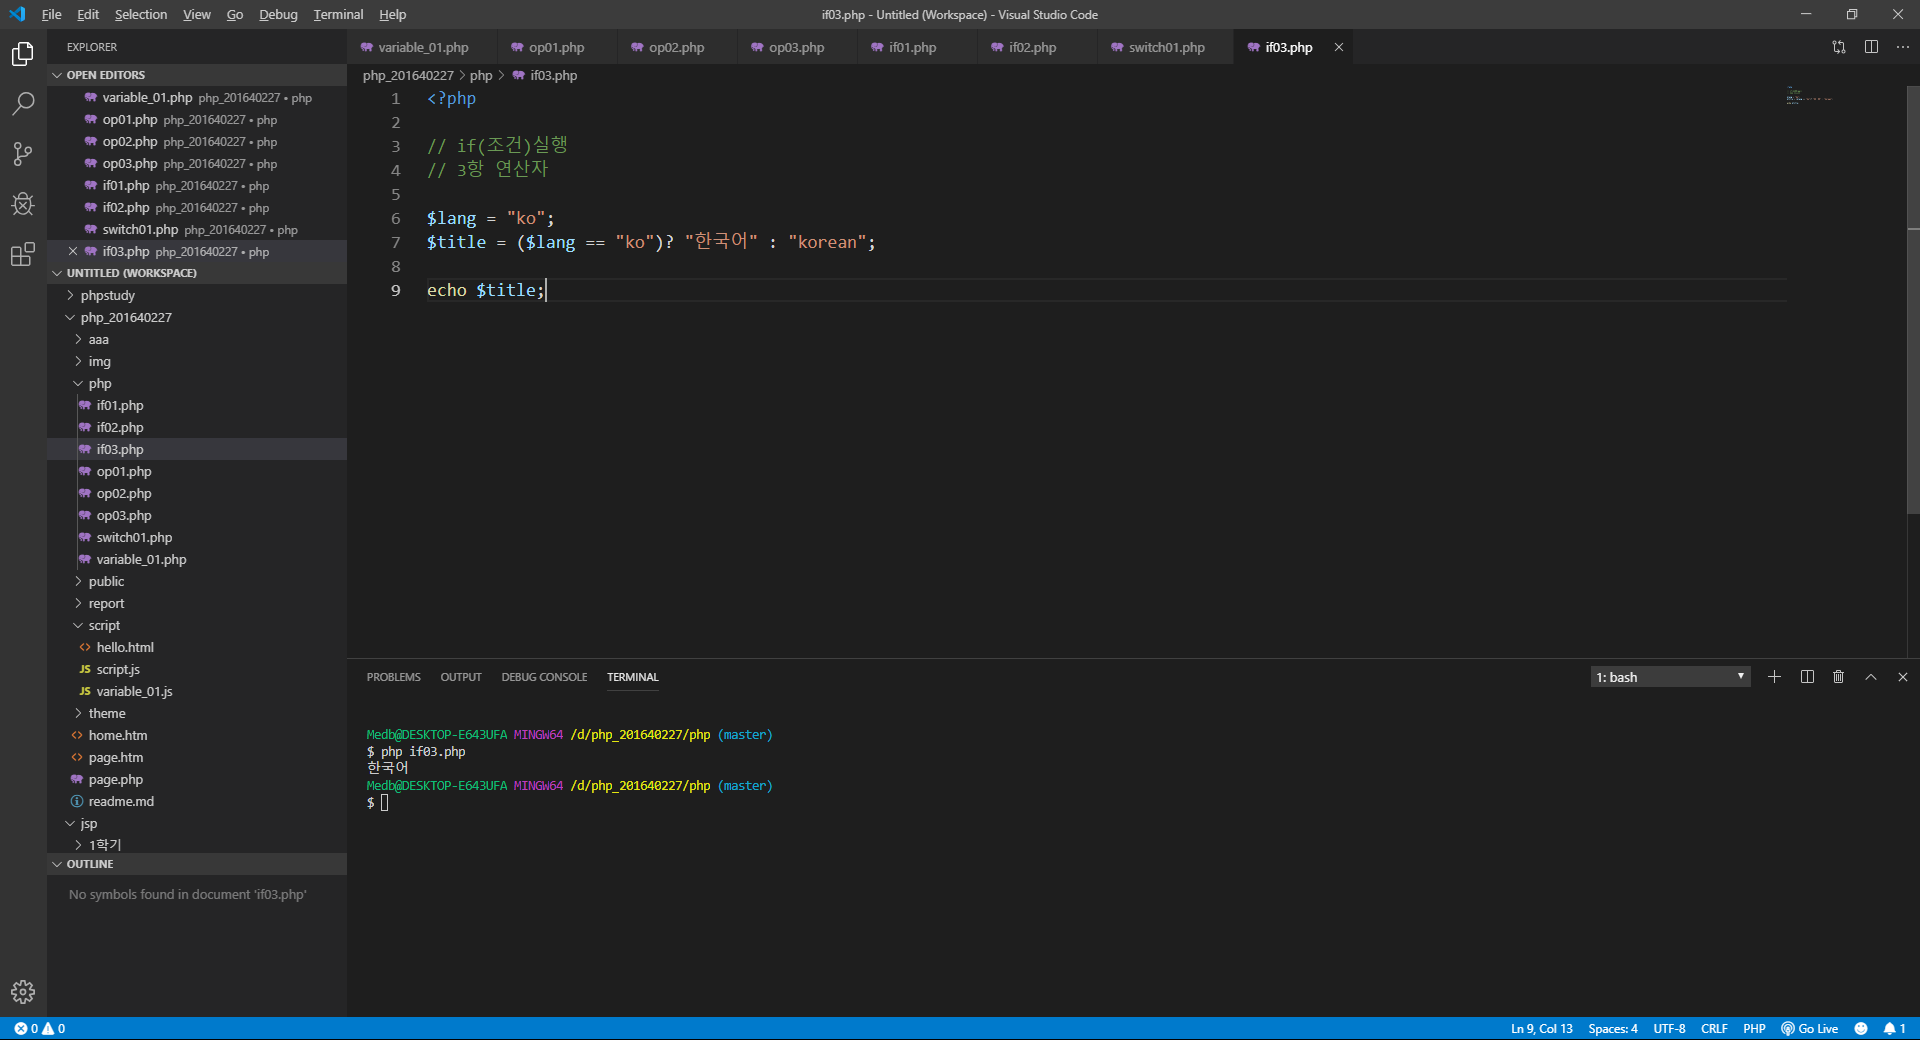 File Edit Selection View Go Debug Terminal Help
if03.php - Untitled (Workspace) - Visual Studio Code
EXPLORER
OPEN EDITORS
variable_01.php php_201640227 • php
op01.php php_201640227 • php
op02.php php_201640227 • php
op03.php php_201640227 • php
if01.php php_201640227 • php
if02.php php_201640227 • php
switch01.php php_201640227 • php
if03.php php_201640227 • php
UNTITLED (WORKSPACE)
phpstudy
php_201640227
aaa
img
php
if01.php
if02.php
if03.php
op01.php
op02.php
op03.php
switch01.php
variable_01.php
public
report
script
hello.html
JS script.js
JS variable_01.js
theme
home.htm
page.htm
page.php
readme.md
jsp
1학기
OUTLINE
No symbols found in document 'if03.php'
variable_01.php op01.php op02.php op03.php if01.php if02.php switch01.php if03.php
php_201640227 > php > if03.php
1 <?php
2
3 // if(조건)실행
4 // 3항 연산자
5
6 $lang = "ko";
7 $title = ($lang == "ko")? "한국어" : "korean";
8
9 echo $title;
PROBLEMS OUTPUT DEBUG CONSOLE TERMINAL
1: bash
Medb@DESKTOP-E643UFA MINGW64 /d/php_201640227/php (master)
$ php if03.php
한국어
Medb@DESKTOP-E643UFA MINGW64 /d/php_201640227/php (master)
$
0 0
Ln 9, Col 13 Spaces: 4 UTF-8 CRLF PHP Go Live 1